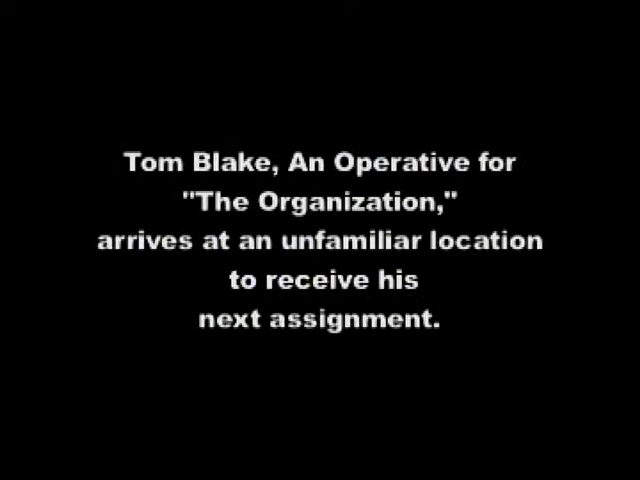 Tom Blake, An Operative for
"The Organization,"
arrives at an unfamiliar location
to receive his
next assignment.